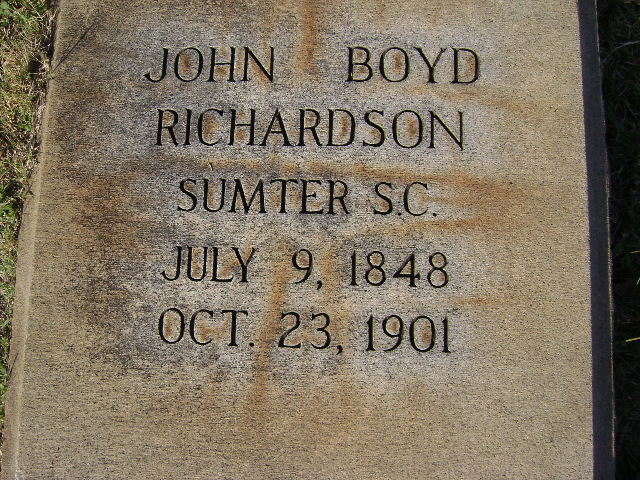 JOHN BOYD
RICHARDSON
SUMTER S.C.
JULY 9, 1848
OCT. 23, 1901